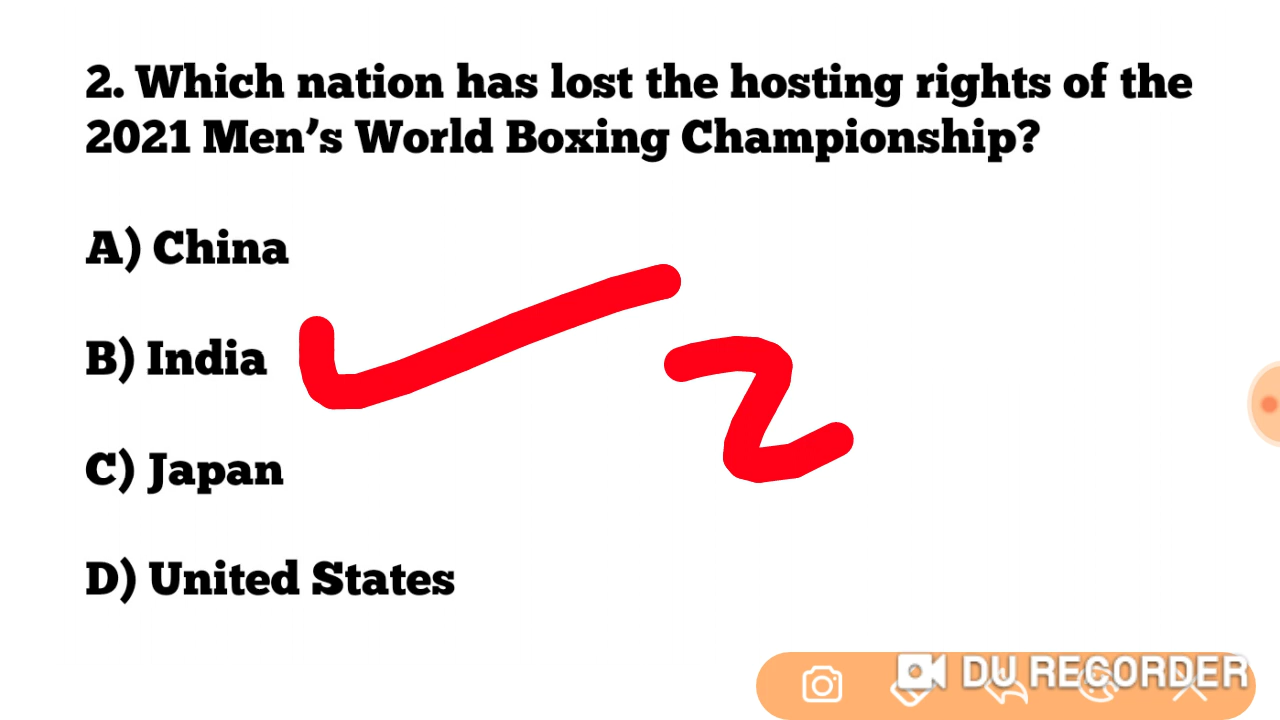 2. Which nation has lost the hosting rights of the
2021 Men’s World Boxing Championship?
A) China
B) India
2
C) Japan
D) United States
DU RECORDER